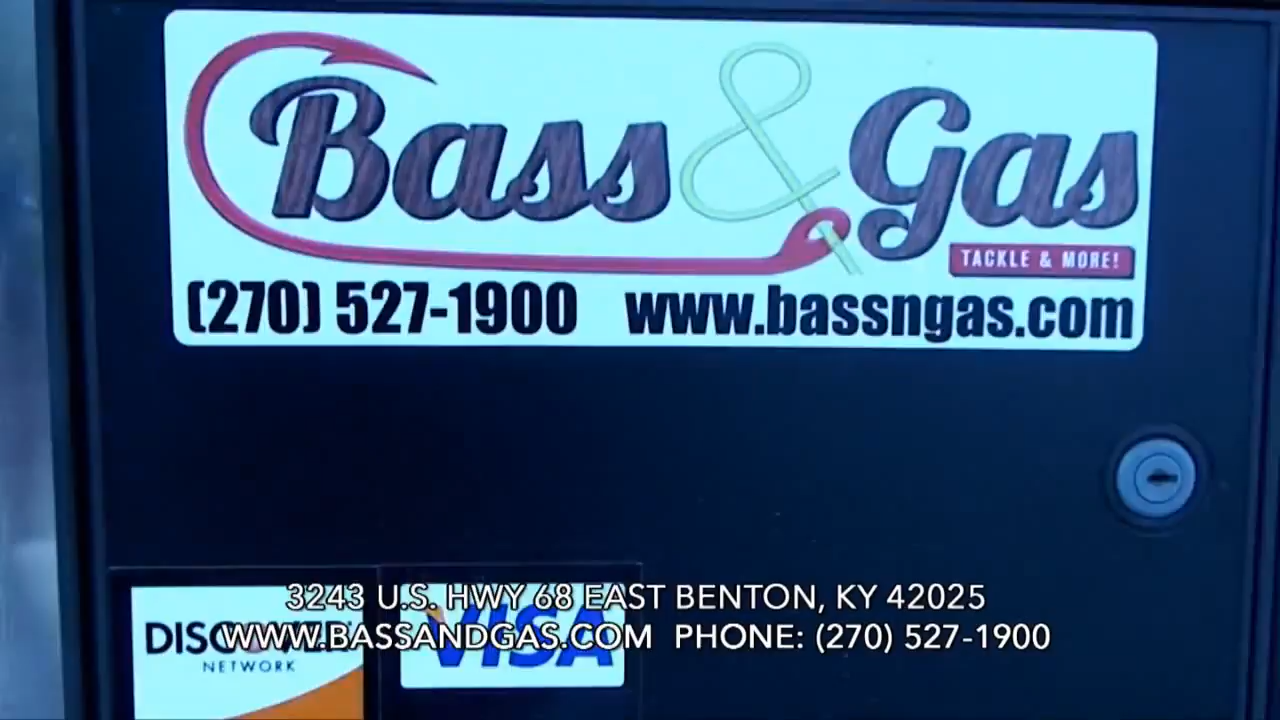 Bass & Gas
TACKLE & MORE!
(270) 527-1900 www.bassngas.com
3243 U.S. HWY 68 EAST BENTON, KY 42025
WWW.BASSANDGAS.COM PHONE: (270) 527-1900
DISCOVER
NETWORK
VISA